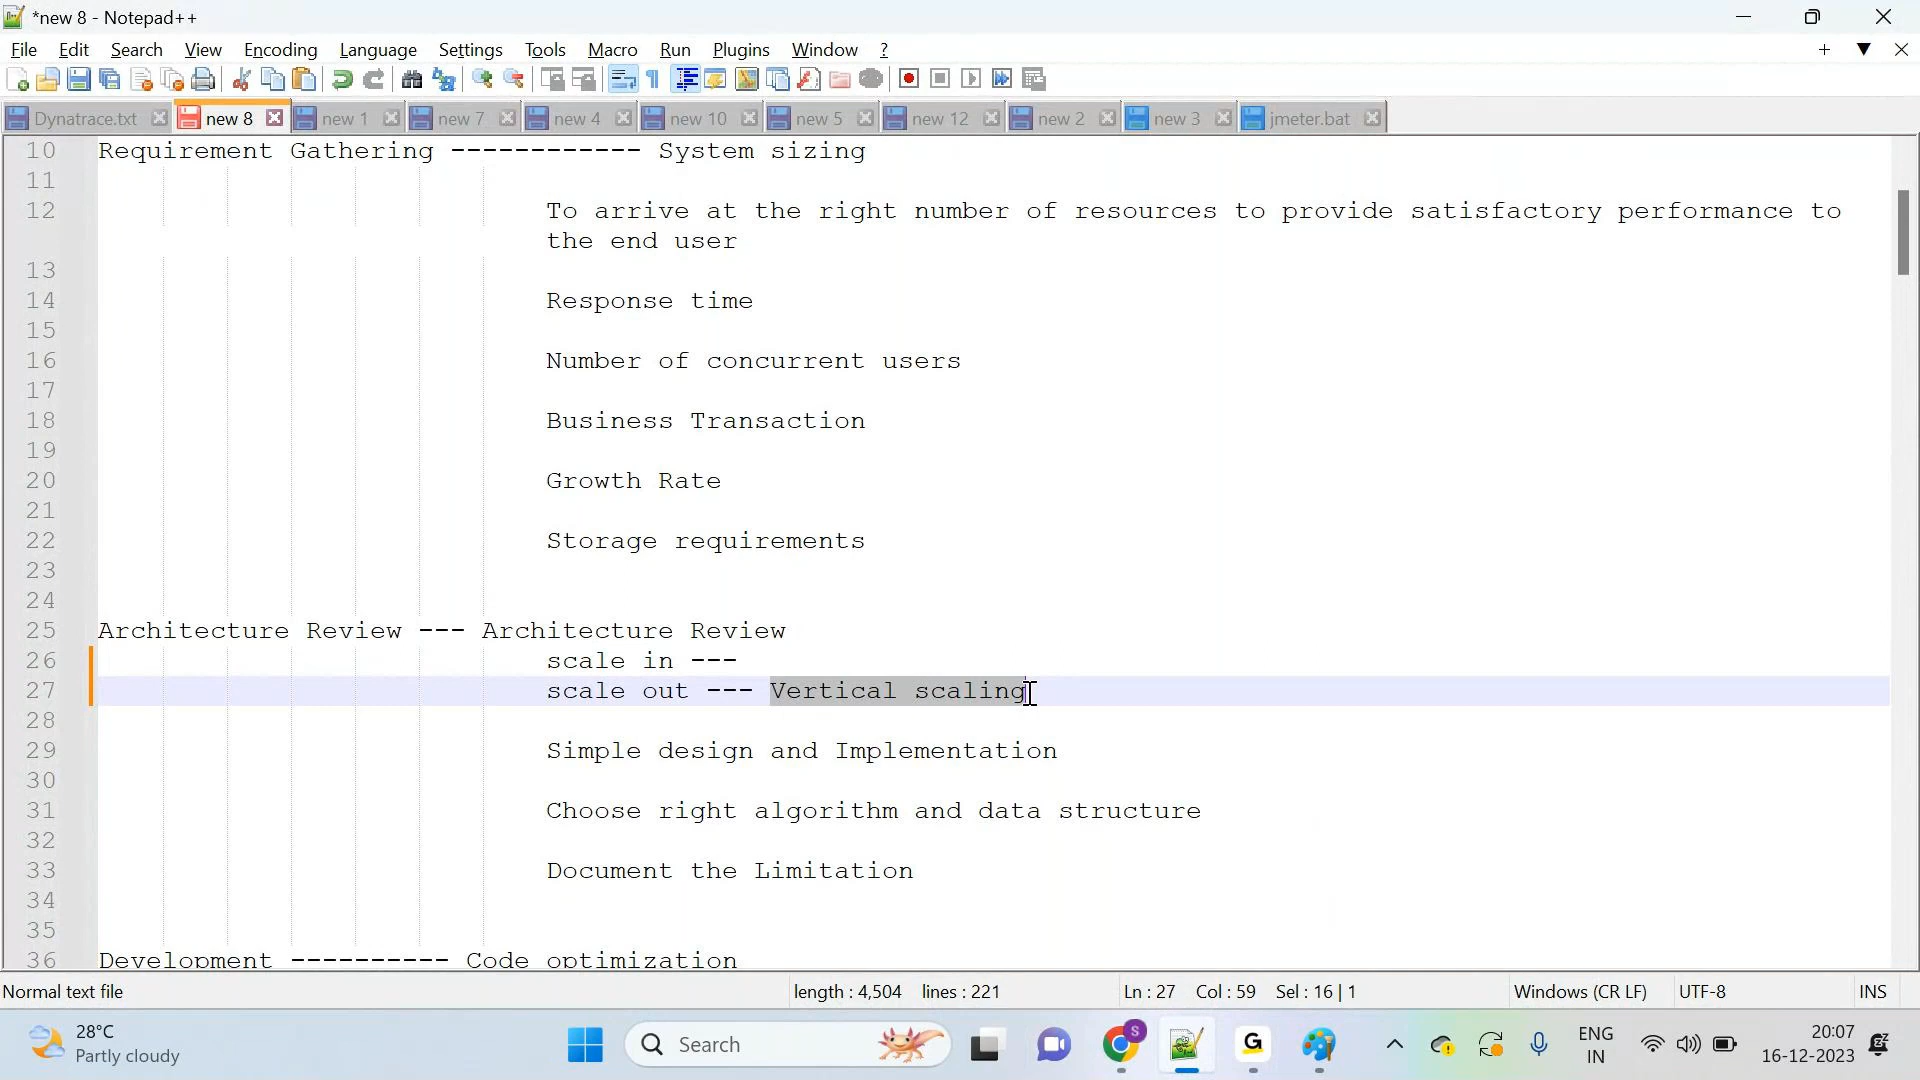 *new 8 - Notepad++
File Edit Search View Encoding Language Settings Tools Macro Run Plugins Window ?
Dynatrace.txt new 8 new 1 new 7 new 4 new 10 new 5 new 12 new 2 new 3 jmeter.bat
10 Requirement Gathering ------------ System sizing
11
12 To arrive at the right number of resources to provide satisfactory performance to
the end user
13
14 Response time
15
16 Number of concurrent users
17
18 Business Transaction
19
20 Growth Rate
21
22 Storage requirements
23
24
25 Architecture Review --- Architecture Review
26 scale in ---
27 scale out --- Vertical scaling
28
29 Simple design and Implementation
30
31 Choose right algorithm and data structure
32
33 Document the Limitation
34
35
36 Development ---------- Code optimization
Normal text file length : 4,504 lines : 221 Ln : 27 Col : 59 Sel : 16 | 1 Windows (CR LF) UTF-8 INS
28°C
Partly cloudy
Search
S
G
ENG
IN
20:07
16-12-2023